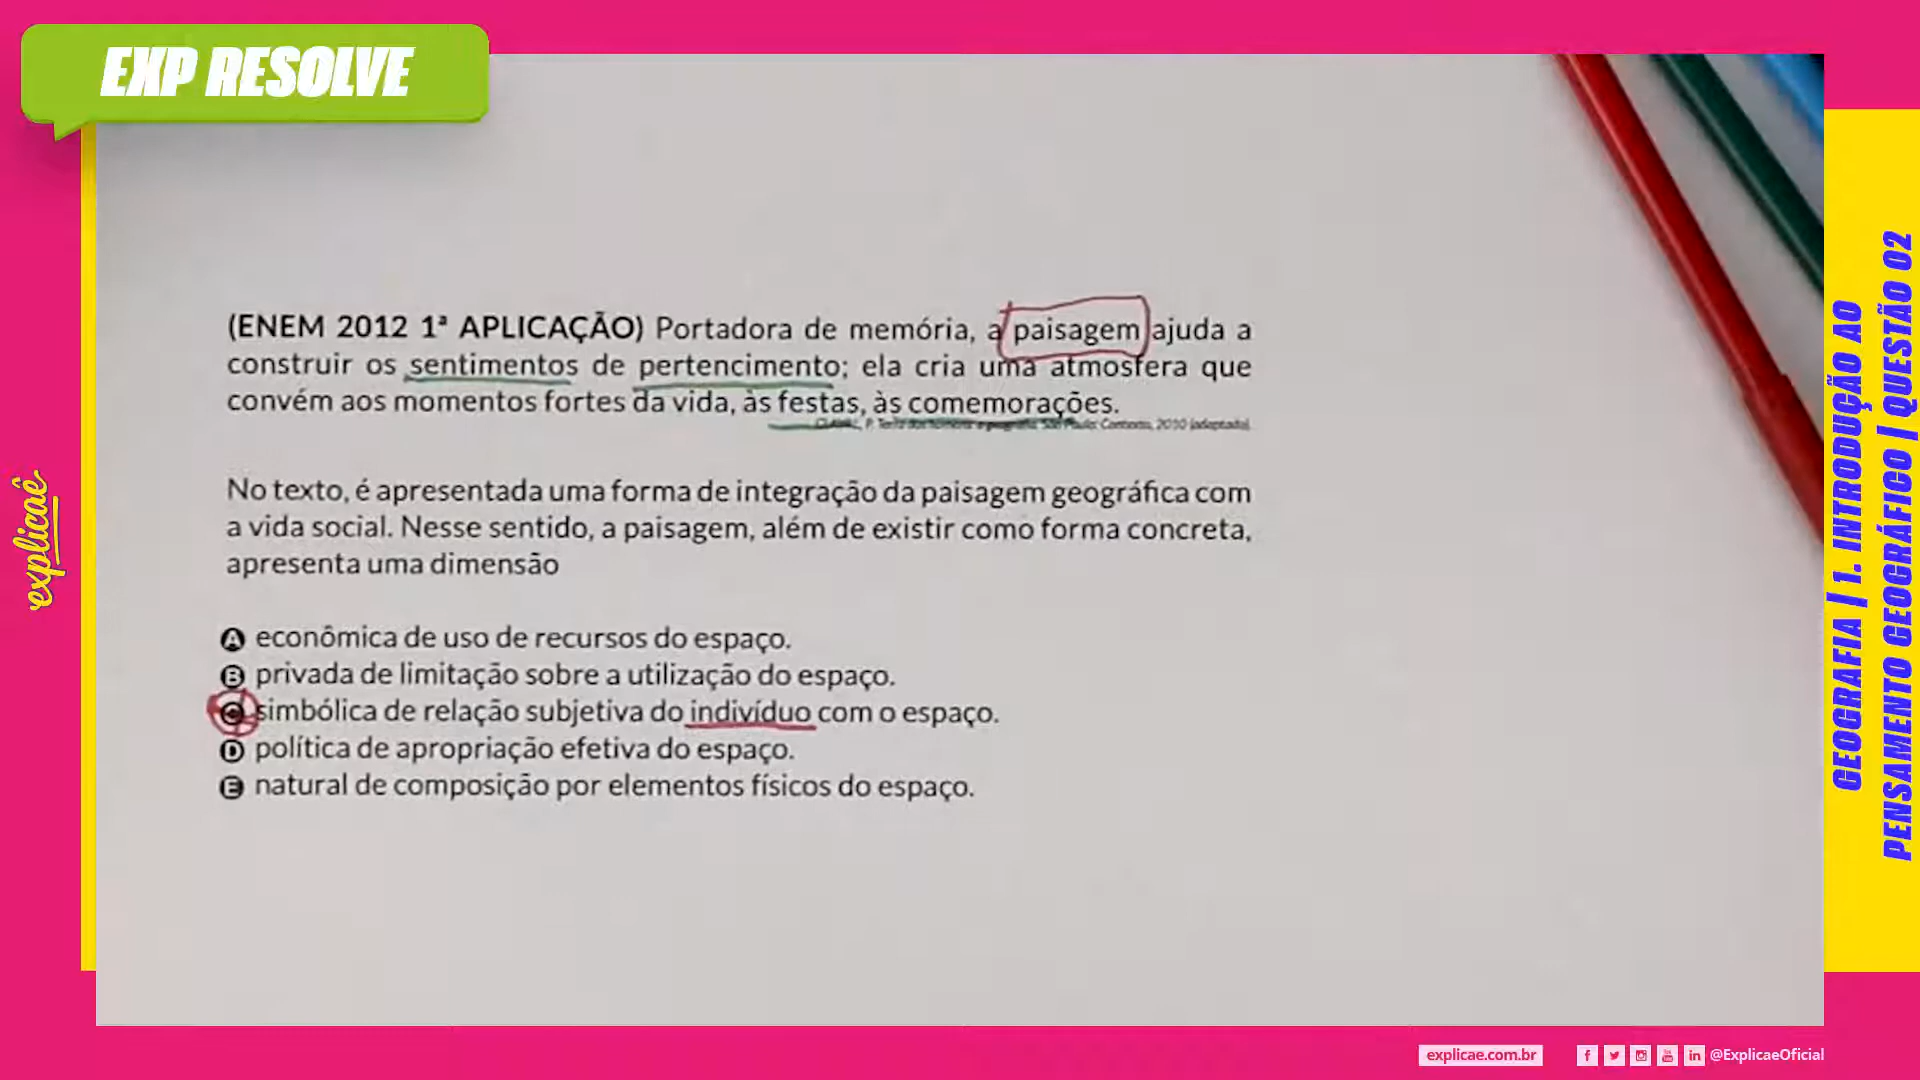 EXP RESOLVE
(ENEM 2012 1ª APLICAÇÃO) Portadora de memória, a paisagem ajuda a
construir os sentimentos de pertencimento; ela cria uma atmosfera que
convém aos momentos fortes da vida, às festas, às comemorações.
P. São Paulo: Contexto, 2010 (adaptado).
No texto, é apresentada uma forma de integração da paisagem geográfica com
a vida social. Nesse sentido, a paisagem, além de existir como forma concreta,
apresenta uma dimensão
A econômica de uso de recursos do espaço.
B privada de limitação sobre a utilização do espaço.
C simbólica de relação subjetiva do indivíduo com o espaço.
D política de apropriação efetiva do espaço.
E natural de composição por elementos físicos do espaço.
explicaê
GEOGRAFIA | 1. INTRODUÇÃO AO
PENSAMENTO GEOGRÁFICO | QUESTÃO 02
explicae.com.br
@ExplicaeOficial